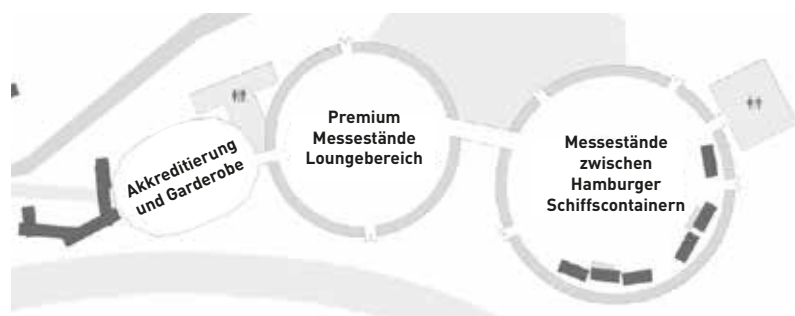 Akkreditierung
und Garderobe
Premium
Messestände
Loungebereich
Messestände
zwischen
Hamburger
Schiffscontainern